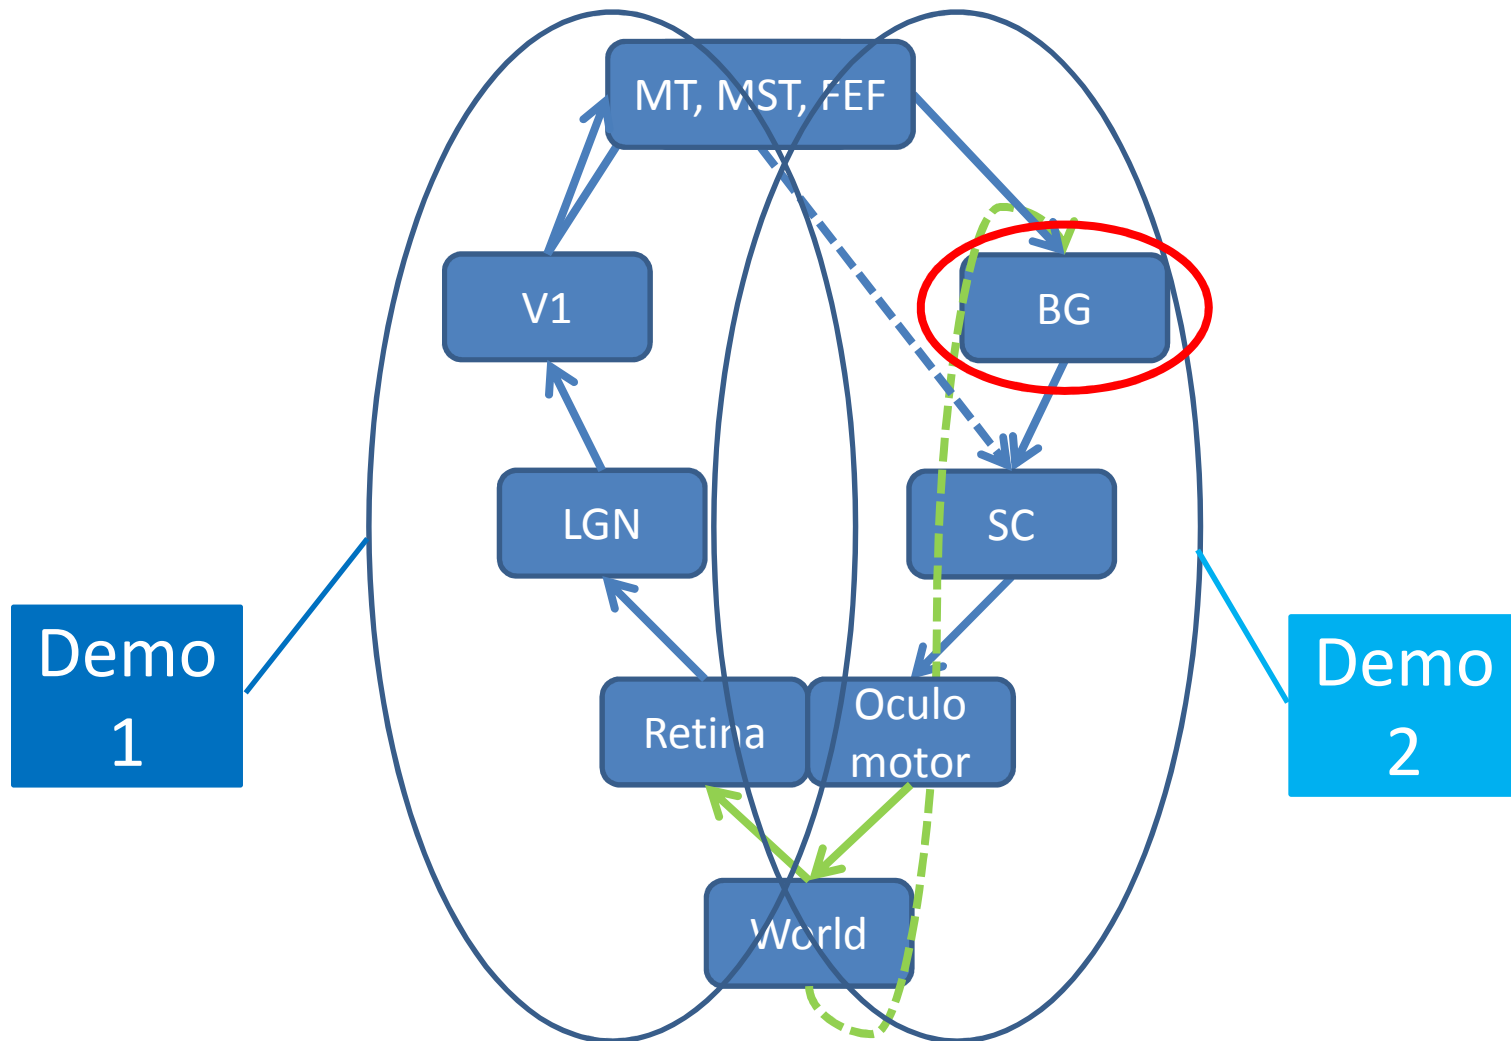 MT, MST, FEF
V1
BG
LGN
SC
Demo
1
Retina
Oculo
motor
Demo
2
World